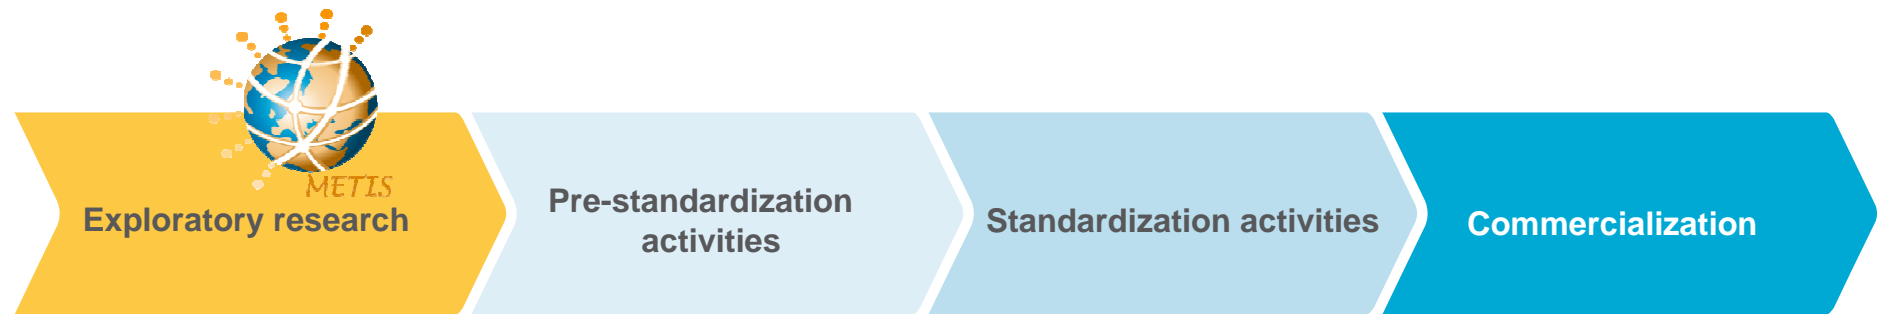 METIS
Exploratory research
Pre-standardization
activities
Standardization activities
Commercialization